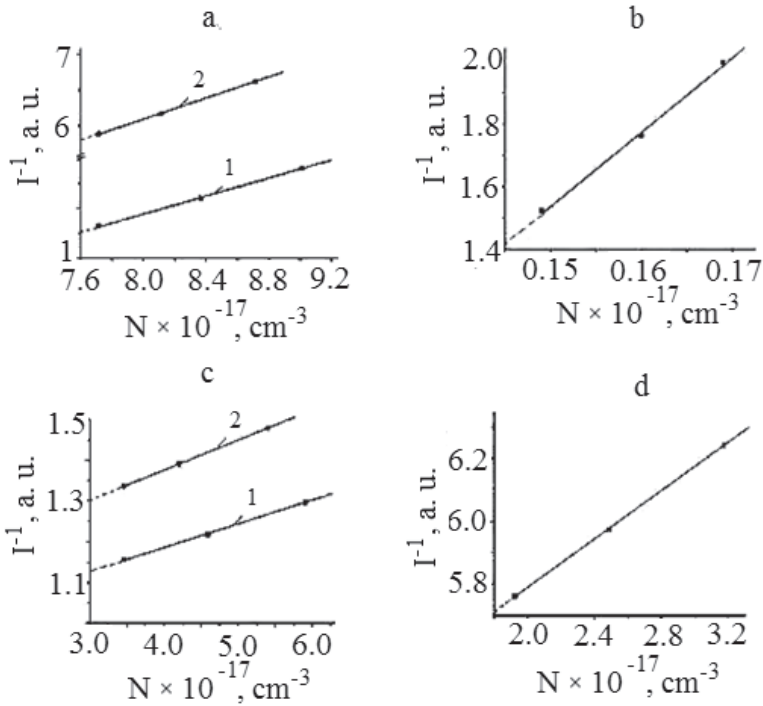 a
7
6
1
2
1
7.6 8.0 8.4 8.8 9.2
I-1, a. u.
N × 10 -17, cm-3
b
2.0
1.8
1.6
1.4
0.15 0.16 0.17
I-1, a. u.
N × 10 -17, cm-3
c
1.5
1.3
1.1
2
1
3.0 4.0 5.0 6.0
I-1, a. u.
N × 10 -17, cm-3
d
6.2
6.0
5.8
2.0 2.4 2.8 3.2
I-1, a. u.
N × 10 -17, cm-3